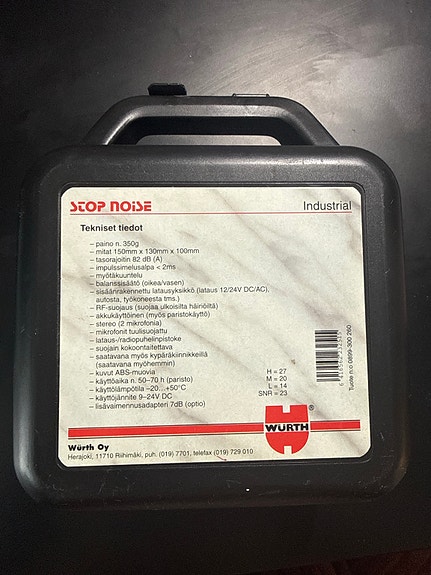 STOP NOISE
Industrial
Tekniset tiedot
– paino n. 350g
– mitat 150mm x 130mm x 100mm
– tasorajoitin 82 dB (A)
– impulssimelusalpa < 2ms
– myötäkuuntelu
– balanssisäätö (oikea/vasen)
– sisäänrakennettu latausyksikkö (lataus 12/24V DC/AC),
autosta, työkoneesta tms.)
– RF-suojaus (suojaa ulkoisilta häiriöiltä)
– akkukäyttöinen (myös paristokäyttö)
– stereo (2 mikrofonia)
– mikrofonit tuulisuojattu
– lataus-/radiopuhelinpistoke
– suojain kokoontaitettava
– saatavana myös kypäräkiinnikkeillä
(saatavana myöhemmin)
– kuvut ABS-muovia
– käyttöaika n. 50–70 h (paristo)
– käyttölämpötila –20...+50°C
– käyttöjännite 9–24V DC
– lisävaimennusadapteri 7dB (optio)
H = 27
M = 20
L = 14
SNR = 23
Tuote n:o 0899-300 260
WÜRTH
®
Würth Oy
Herajoki, 11710 Riihimäki, puh. (019) 7701, telefax (019) 729 010